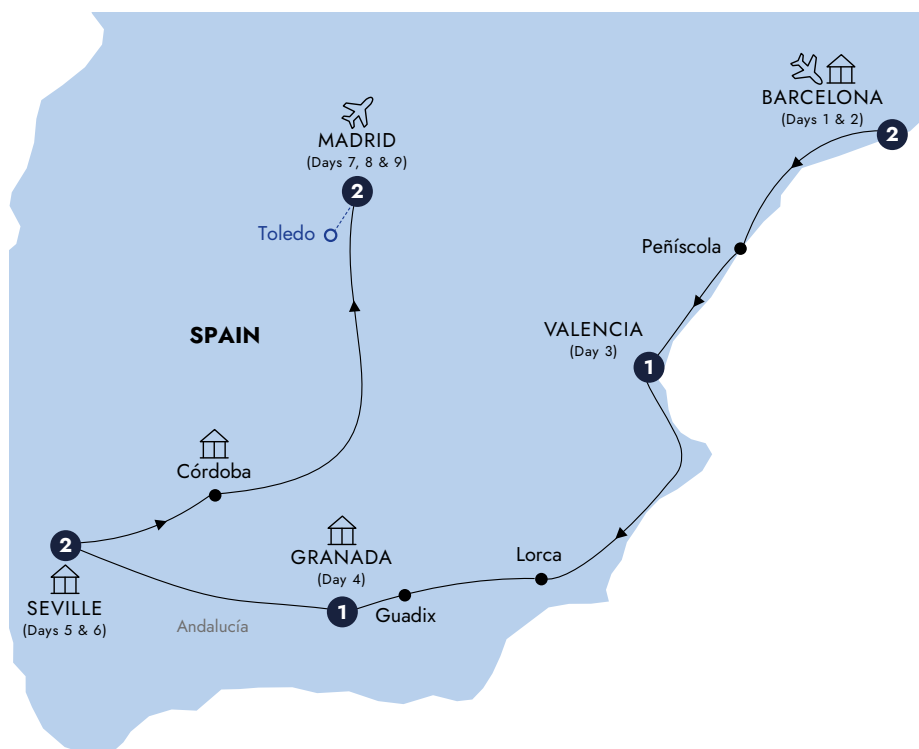 BARCELONA
(Days 1 & 2)
2
MADRID
(Days 7, 8 & 9)
2
Toledo
Peñíscola
SPAIN
VALENCIA
(Day 3)
1
Córdoba
2
SEVILLE
(Days 5 & 6)
GRANADA
(Day 4)
1
Lorca
Guadix
Andalucía